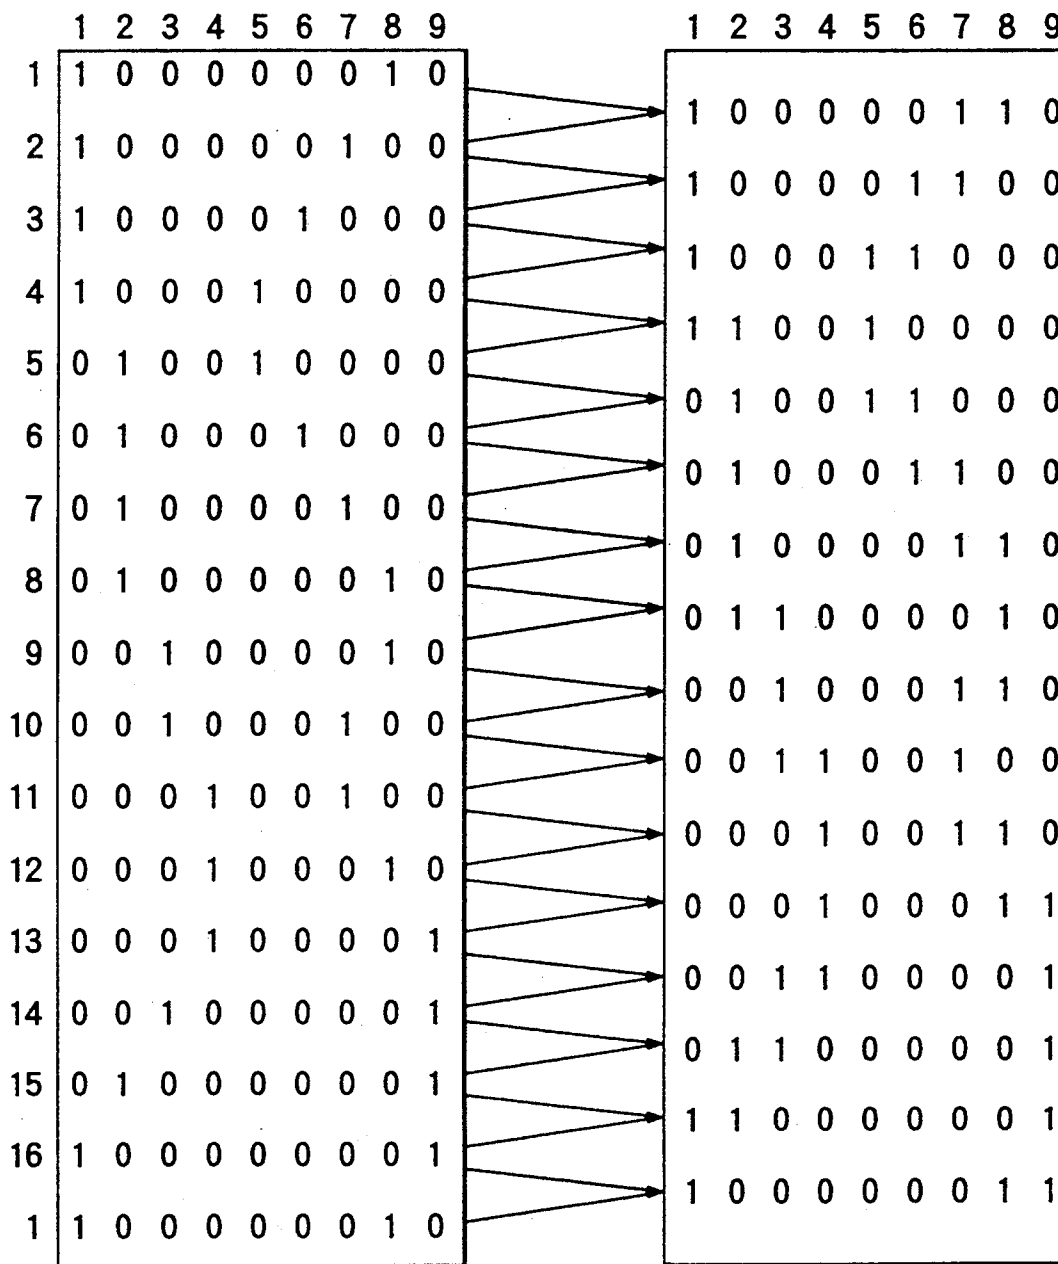 1 2 3 4 5 6 7 8 9 1 2 3 4 5 6 7 8 9
1 1 0 0 0 0 0 0 1 0
1 0 0 0 0 0 1 1 0
2 1 0 0 0 0 0 1 0 0
1 0 0 0 0 1 1 0 0
3 1 0 0 0 0 1 0 0 0
1 0 0 0 1 1 0 0 0
4 1 0 0 0 1 0 0 0 0
1 1 0 0 1 0 0 0 0
5 0 1 0 0 1 0 0 0 0
0 1 0 0 1 1 0 0 0
6 0 1 0 0 0 1 0 0 0
0 1 0 0 0 1 1 0 0
7 0 1 0 0 0 0 1 0 0
0 1 0 0 0 0 1 1 0
8 0 1 0 0 0 0 0 1 0
0 1 1 0 0 0 0 1 0
9 0 0 1 0 0 0 0 1 0
0 0 1 0 0 0 1 1 0
10 0 0 1 0 0 0 1 0 0
0 0 1 1 0 0 1 0 0
11 0 0 0 1 0 0 1 0 0
0 0 0 1 0 0 1 1 0
12 0 0 0 1 0 0 0 1 0
0 0 0 1 0 0 0 1 1
13 0 0 0 1 0 0 0 0 1
0 0 1 1 0 0 0 0 1
14 0 0 1 0 0 0 0 0 1
0 1 1 0 0 0 0 0 1
15 0 1 0 0 0 0 0 0 1
1 1 0 0 0 0 0 0 1
16 1 0 0 0 0 0 0 0 1
1 0 0 0 0 0 0 1 1
1 1 0 0 0 0 0 0 1 0